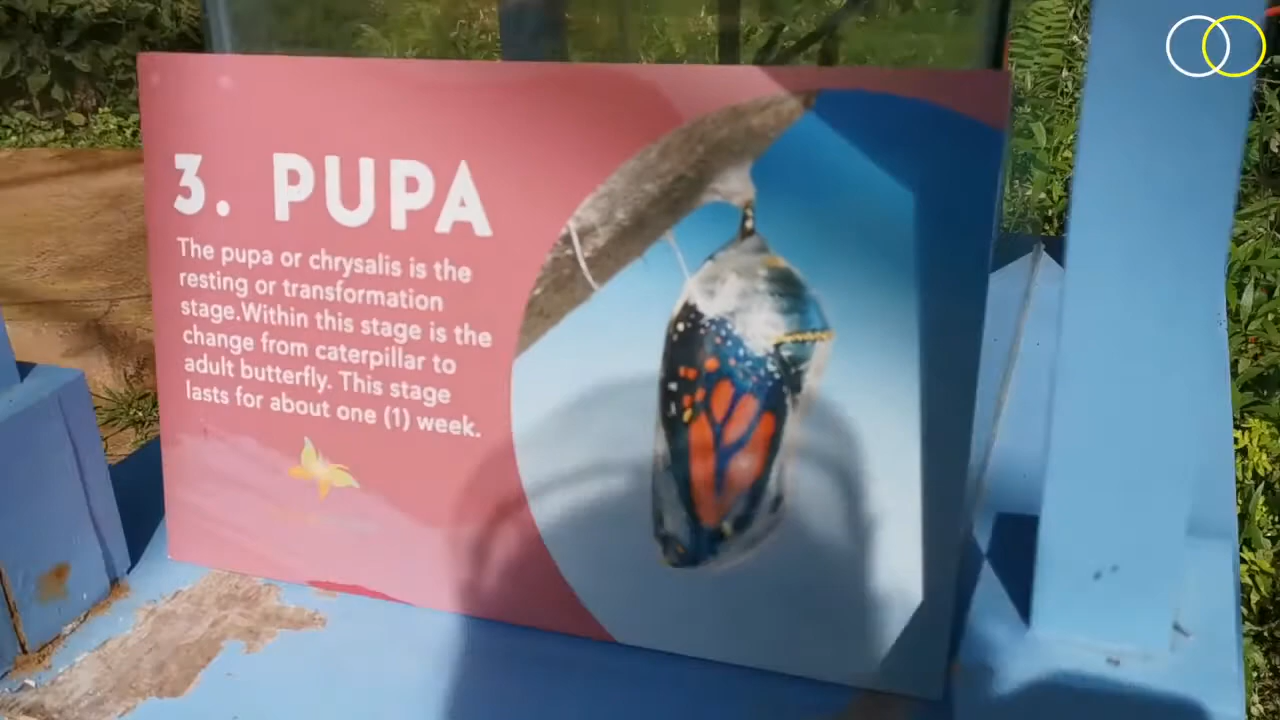 3. PUPA
The pupa or chrysalis is the
resting or transformation
stage.Within this stage is the
change from caterpillar to
adult butterfly. This stage
lasts for about one (1) week.